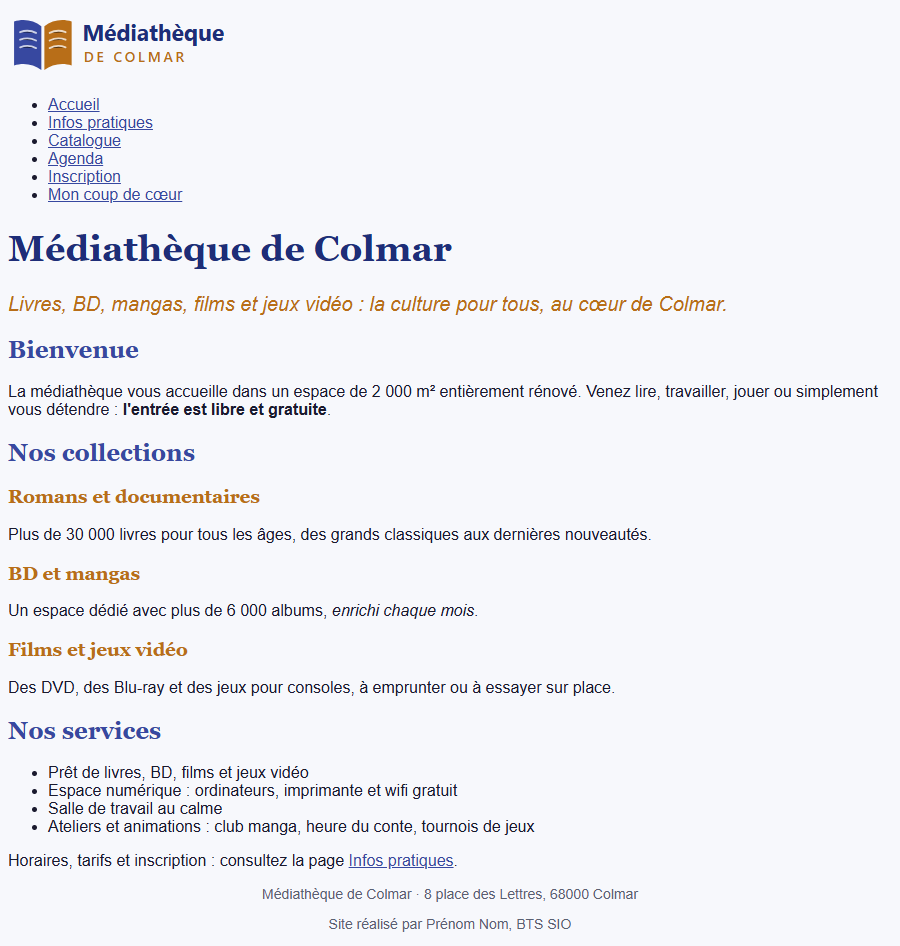 Médiathèque
DE COLMAR
Accueil
Infos pratiques
Catalogue
Agenda
Inscription
Mon coup de cœur
Médiathèque de Colmar
Livres, BD, mangas, films et jeux vidéo : la culture pour tous, au cœur de Colmar.
Bienvenue
La médiathèque vous accueille dans un espace de 2 000 m² entièrement rénové. Venez lire, travailler, jouer ou simplement
vous détendre : l'entrée est libre et gratuite.
Nos collections
Romans et documentaires
Plus de 30 000 livres pour tous les âges, des grands classiques aux dernières nouveautés.
BD et mangas
Un espace dédié avec plus de 6 000 albums, enrichi chaque mois.
Films et jeux vidéo
Des DVD, des Blu-ray et des jeux pour consoles, à emprunter ou à essayer sur place.
Nos services
Prêt de livres, BD, films et jeux vidéo
Espace numérique : ordinateurs, imprimante et wifi gratuit
Salle de travail au calme
Ateliers et animations : club manga, heure du conte, tournois de jeux
Horaires, tarifs et inscription : consultez la page Infos pratiques.
Médiathèque de Colmar · 8 place des Lettres, 68000 Colmar
Site réalisé par Prénom Nom, BTS SIO